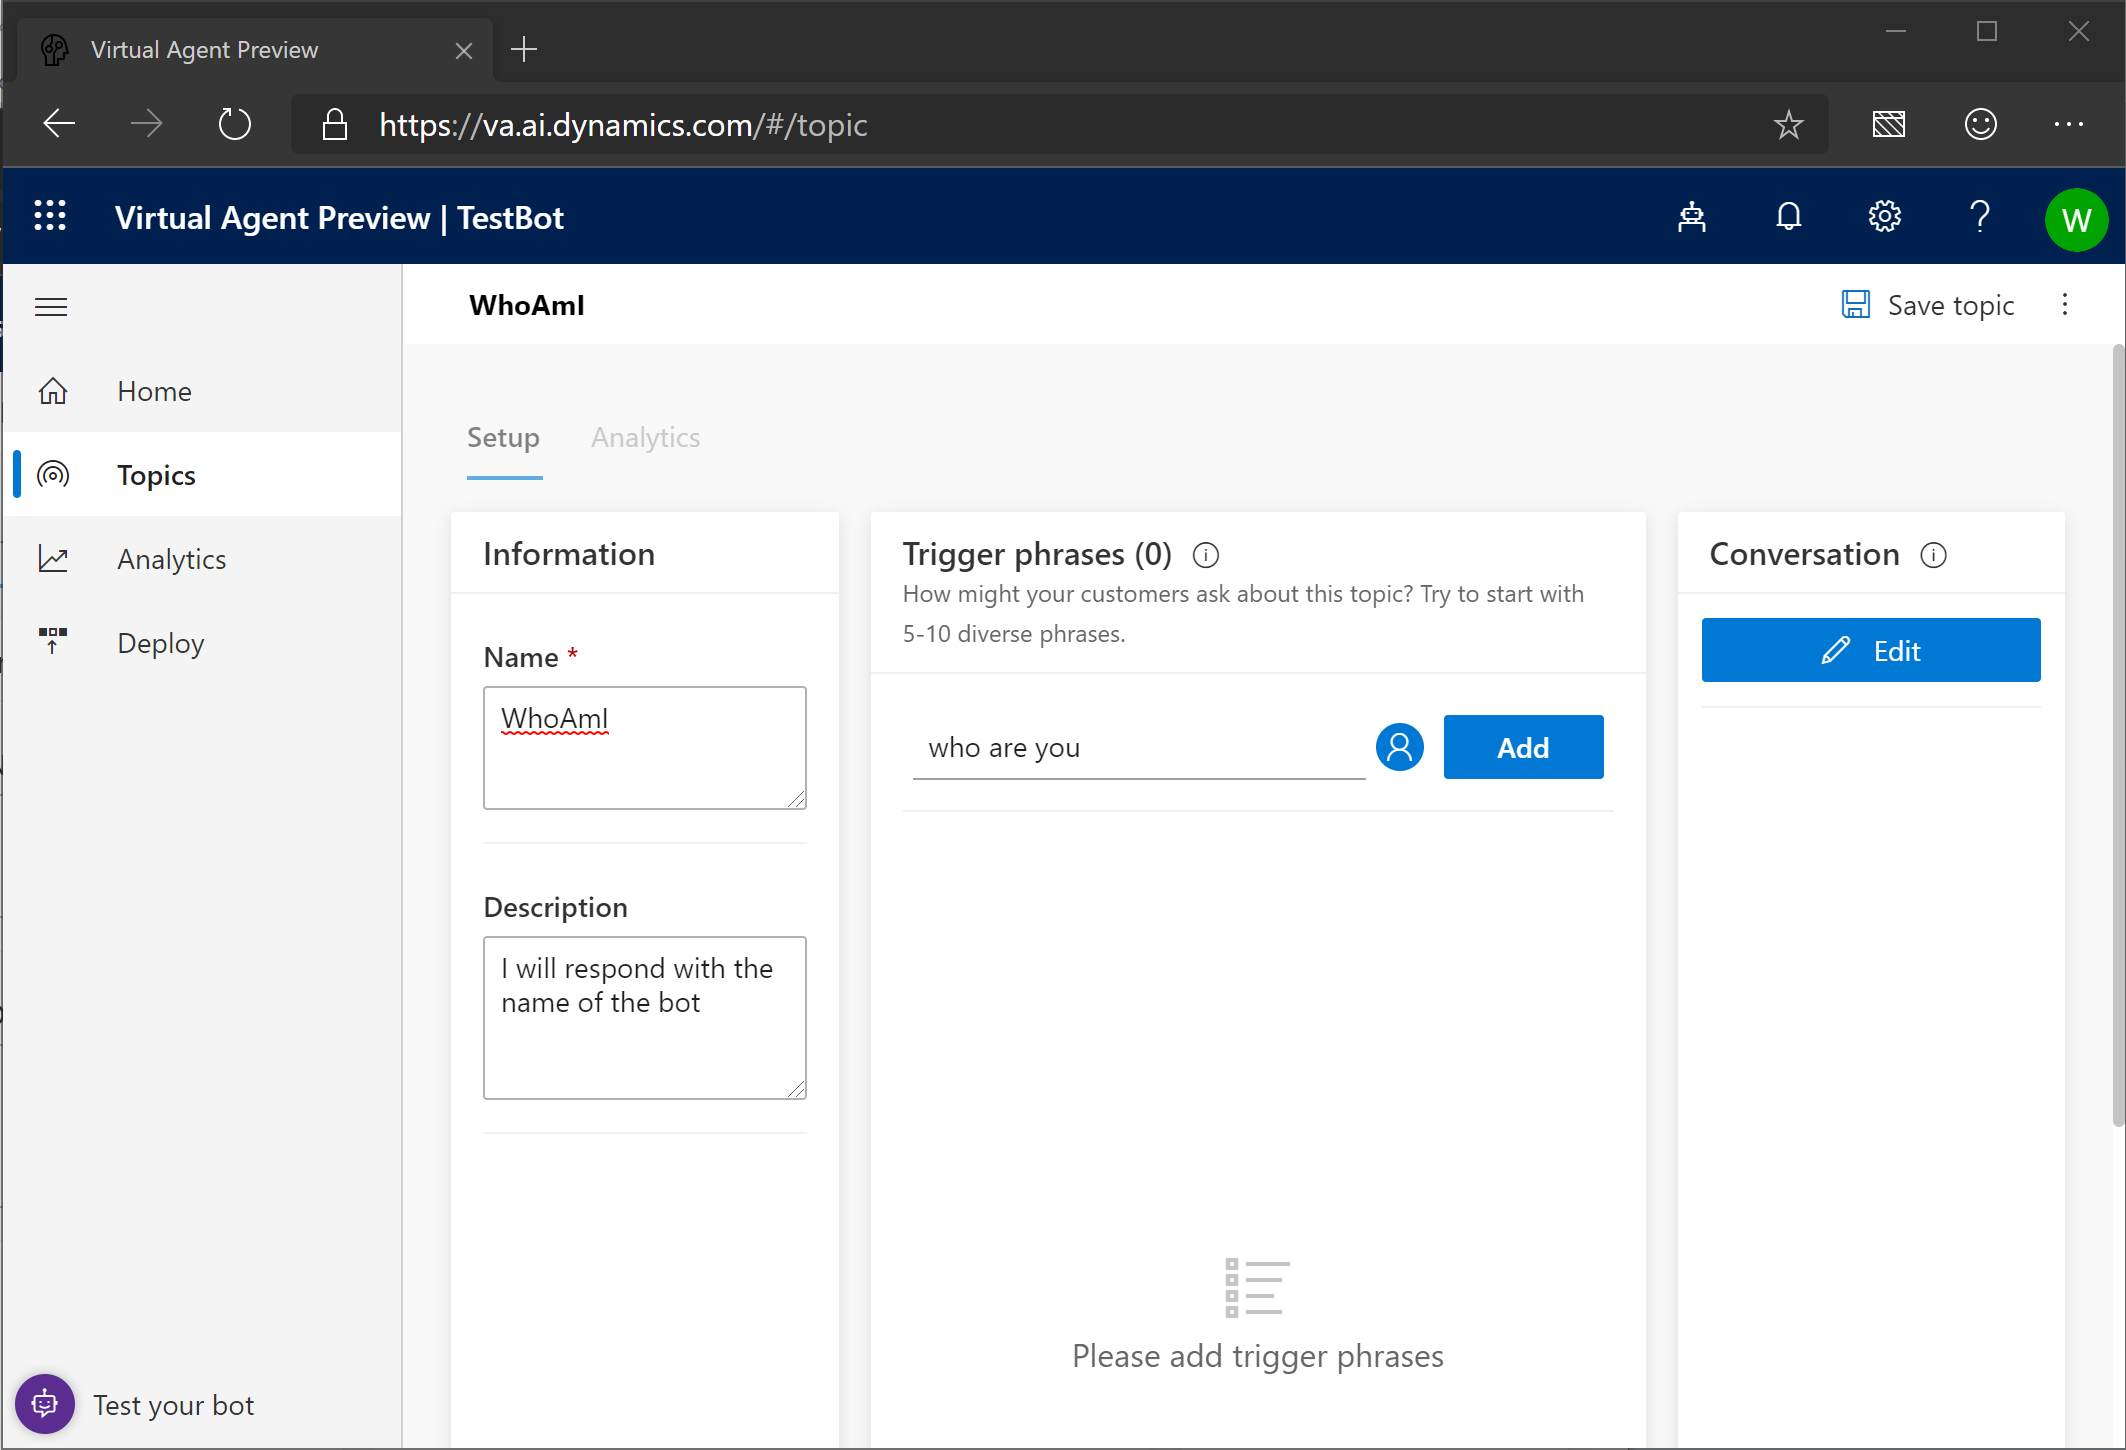 Virtual Agent Preview
https://va.ai.dynamics.com/#/topic
Virtual Agent Preview | TestBot
W
WhoAmI
Save topic
Home
Topics
Analytics
Deploy
Test your bot
Setup
Analytics
Information
Name *
WhoAmI
Description
I will respond with the
name of the bot
Trigger phrases (0)
How might your customers ask about this topic? Try to start with
5-10 diverse phrases.
who are you
Add
Please add trigger phrases
Conversation
Edit